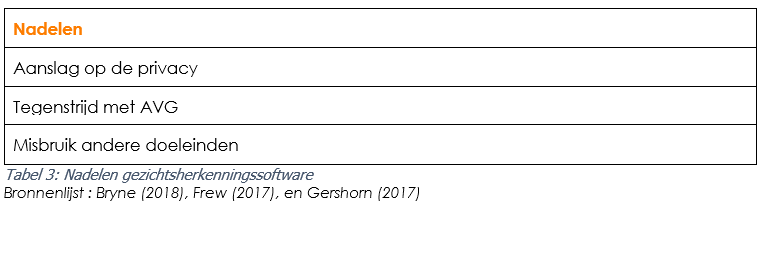 Nadelen
Aanslag op de privacy
Tegenstrijd met AVG
Misbruik andere doeleinden
Tabel 3: Nadelen gezichtsherkenningssoftware
Bronnenlijst : Bryne (2018), Frew (2017), en Gershorn (2017)